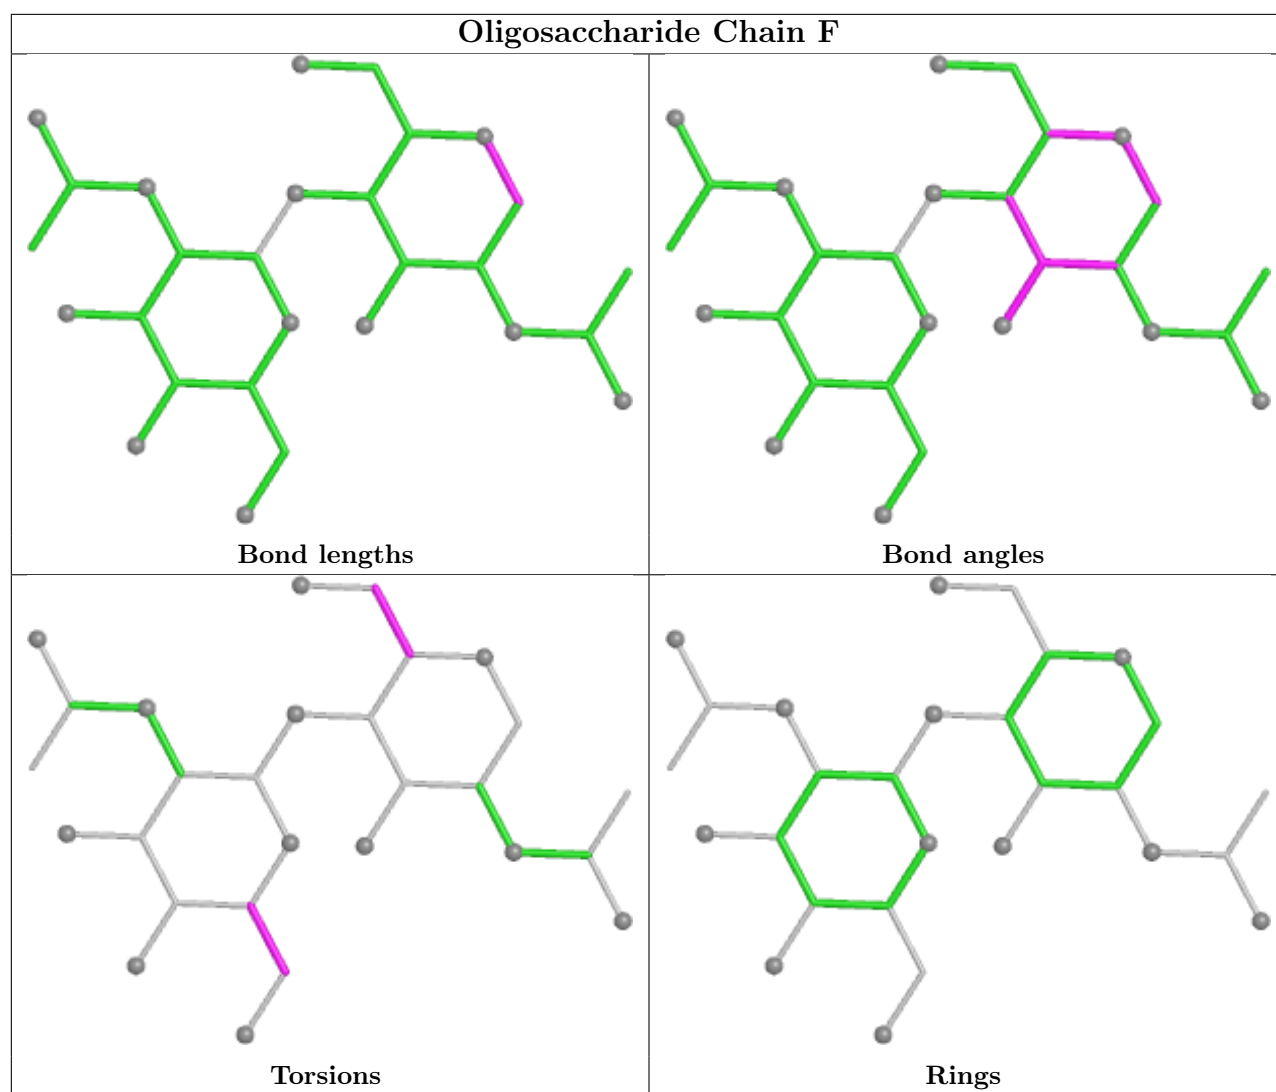 Oligosaccharide Chain F
Bond lengths
Bond angles
Torsions
Rings